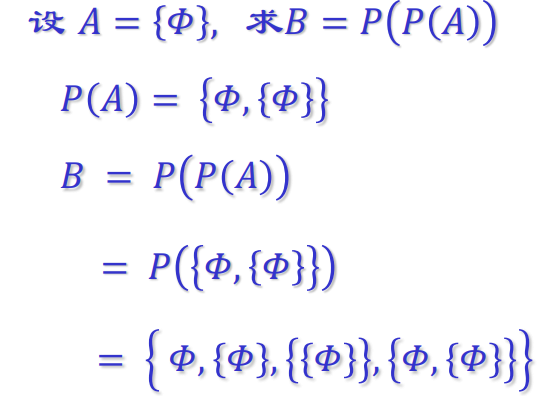 设 A = {Φ}, 求B = P(P(A))
P(A) = {Φ, {Φ}}
B = P(P(A))
= P({Φ, {Φ}})
= { Φ, {Φ}, {{Φ}}, {Φ, {Φ}}}